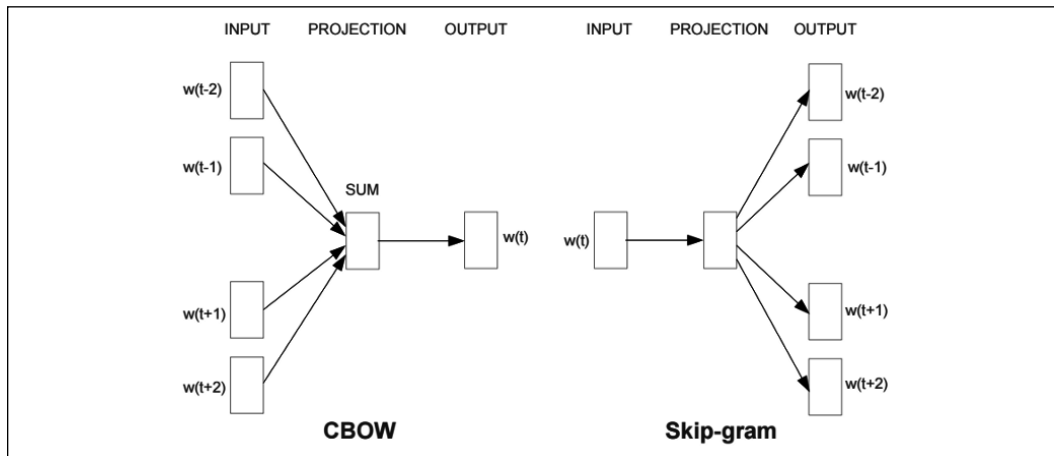 INPUT PROJECTION OUTPUT
w(t-2)
w(t-1)
SUM
w(t)
w(t+1)
w(t+2)
CBOW
INPUT PROJECTION OUTPUT
w(t-2)
w(t-1)
w(t)
w(t+1)
w(t+2)
Skip-gram